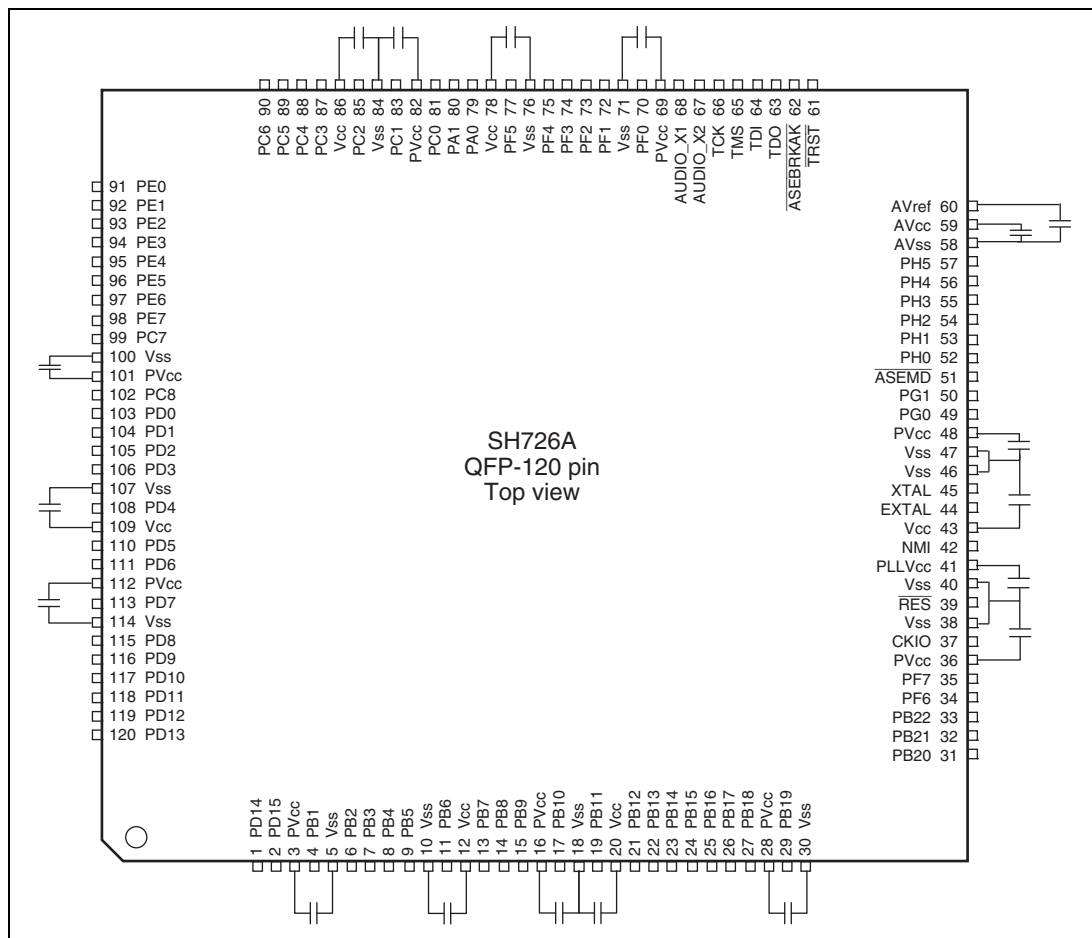 PC6 90
PC5 89
PC4 88
PC3 87
Vcc 86
PC2 85
Vss 84
PC1 83
PVcc 82
PC0 81
PA1 80
PA0 79
Vcc 78
PF5 77
Vss 76
PF4 75
PF3 74
PF2 73
PF1 72
Vss 71
PF0 70
PVcc 69
AUDIO_X1 68
AUDIO_X2 67
TCK 66
TMS 65
TDI 64
TDO 63
ASEBRKAK 62
TRST 61
91 PE0
92 PE1
93 PE2
94 PE3
95 PE4
96 PE5
97 PE6
98 PE7
99 PC7
100 Vss
101 PVcc
102 PC8
103 PD0
104 PD1
105 PD2
106 PD3
107 Vss
108 PD4
109 Vcc
110 PD5
111 PD6
112 PVcc
113 PD7
114 Vss
115 PD8
116 PD9
117 PD10
118 PD11
119 PD12
120 PD13
SH726A
QFP-120 pin
Top view
AVref 60
AVcc 59
AVss 58
PH5 57
PH4 56
PH3 55
PH2 54
PH1 53
PH0 52
ASEMD 51
PG1 50
PG0 49
PVcc 48
Vss 47
Vss 46
XTAL 45
EXTAL 44
Vcc 43
NMI 42
PLLVcc 41
Vss 40
RES 39
Vss 38
CKIO 37
PVcc 36
PF7 35
PF6 34
PB22 33
PB21 32
PB20 31
1 PD14
2 PD15
3 PVcc
4 PB1
5 Vss
6 PB2
7 PB3
8 PB4
9 PB5
10 Vss
11 PB6
12 Vcc
13 PB7
14 PB8
15 PB9
16 PVcc
17 PB10
18 Vss
19 PB11
20 Vcc
21 PB12
22 PB13
23 PB14
24 PB15
25 PB16
26 PB17
27 PB18
28 PVcc
29 PB19
30 Vss